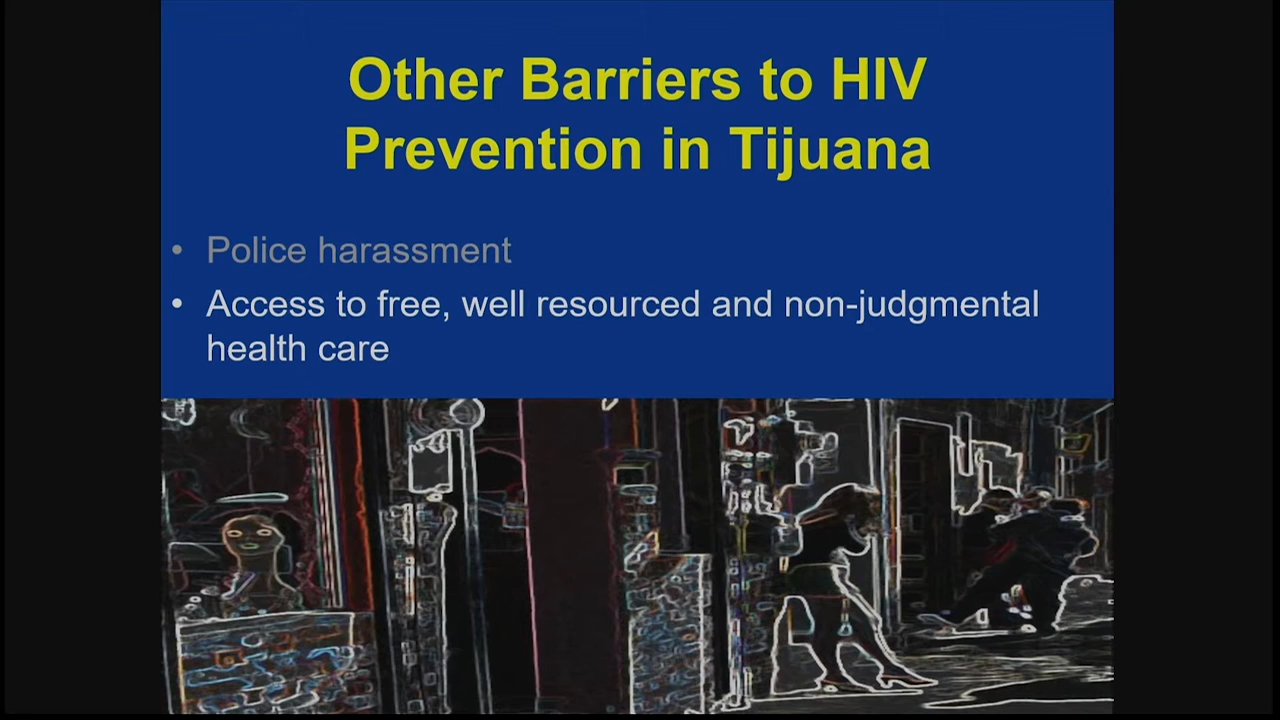 Other Barriers to HIV
Prevention in Tijuana
• Police harassment
• Access to free, well resourced and non-judgmental
health care